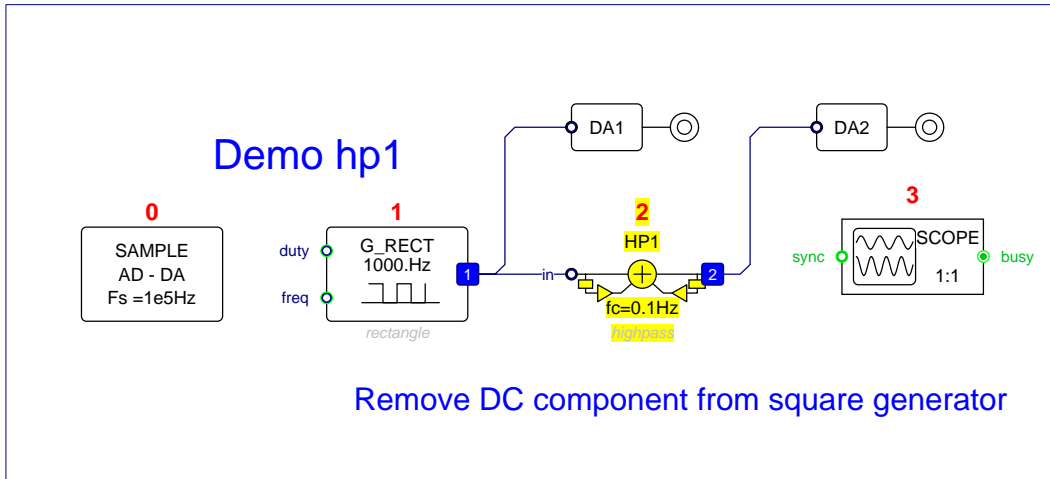 DA1
DA2
Demo hp1
0
1
2
3
SAMPLE
AD - DA
Fs =1e5Hz
duty
freq
G_RECT
1000.Hz
1
rectangle
HP1
in
2
fc=0.1Hz
highpass
sync
SCOPE
1:1
busy
Remove DC component from square generator